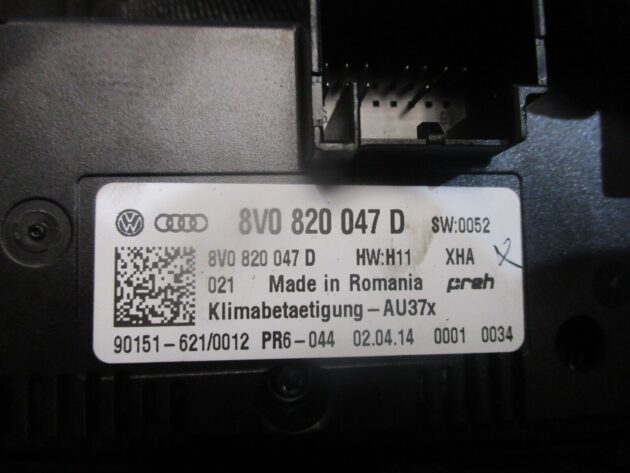 8V0 820 047 D SW:0052
8V0 820 047 D HW:H11 XHA
021 Made in Romania preh
Klimabetaetigung-AU37x
90151-621/0012 PR6-044 02.04.14 0001 0034